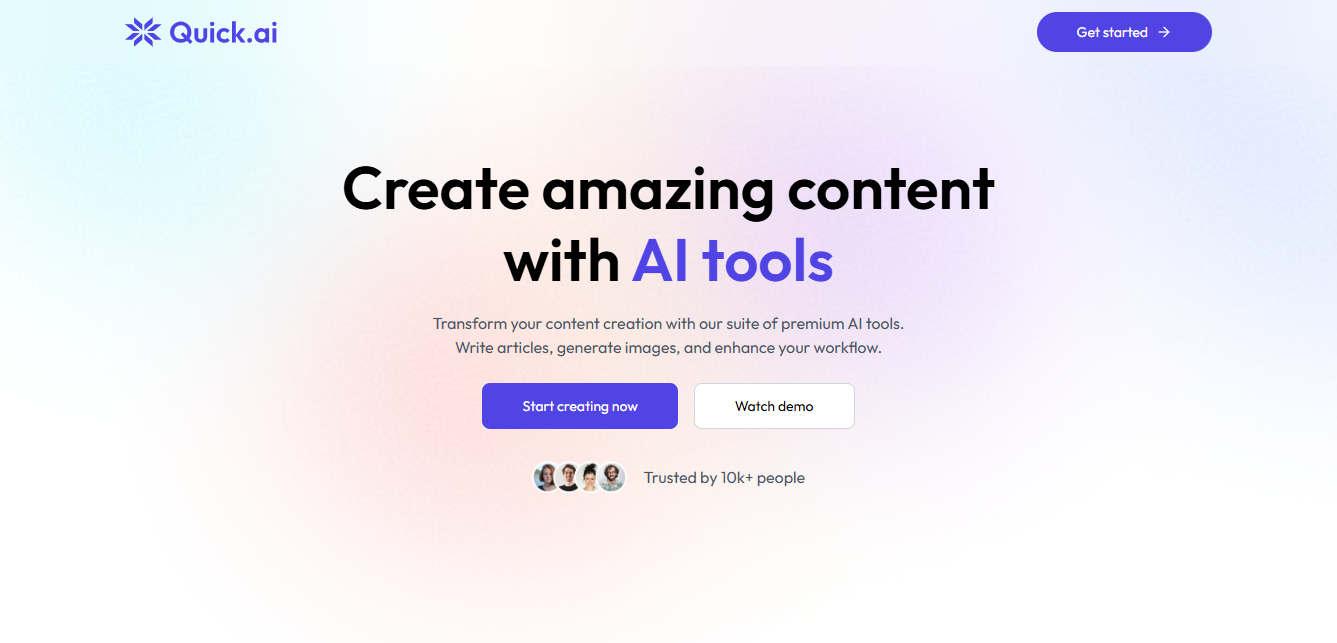 Quick.ai
Get started
Create amazing content
with AI tools
Transform your content creation with our suite of premium AI tools.
Write articles, generate images, and enhance your workflow.
Start creating now
Watch demo
Trusted by 10k+ people